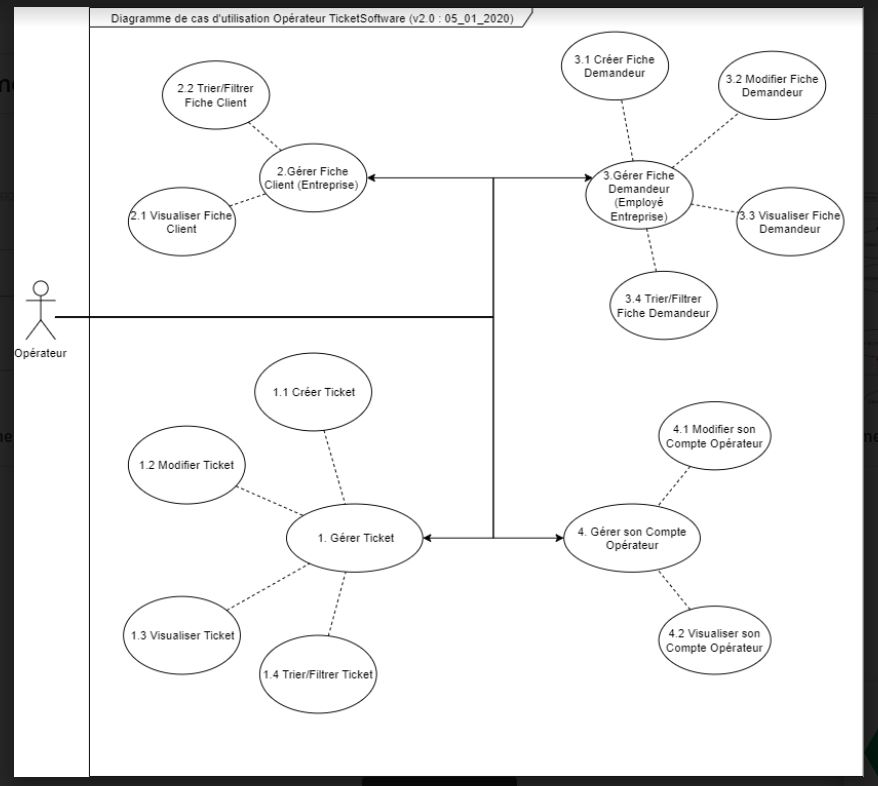 Diagramme de cas d'utilisation Opérateur TicketSoftware (v2.0 : 05_01_2020)
2.2 Trier/Filtrer
Fiche Client
3.1 Créer Fiche
Demandeur
3.2 Modifier Fiche
Demandeur
2.Gérer Fiche
Client (Entreprise)
3.Gérer Fiche
Demandeur
(Employé
Entreprise)
2.1 Visualiser Fiche
Client
3.3 Visualiser Fiche
Demandeur
3.4 Trier/Filtrer
Fiche Demandeur
Opérateur
1.1 Créer Ticket
4.1 Modifier son
Compte Opérateur
1.2 Modifier Ticket
1. Gérer Ticket
4. Gérer son Compte
Opérateur
1.3 Visualiser Ticket
4.2 Visualiser son
Compte Opérateur
1.4 Trier/Filtrer Ticket